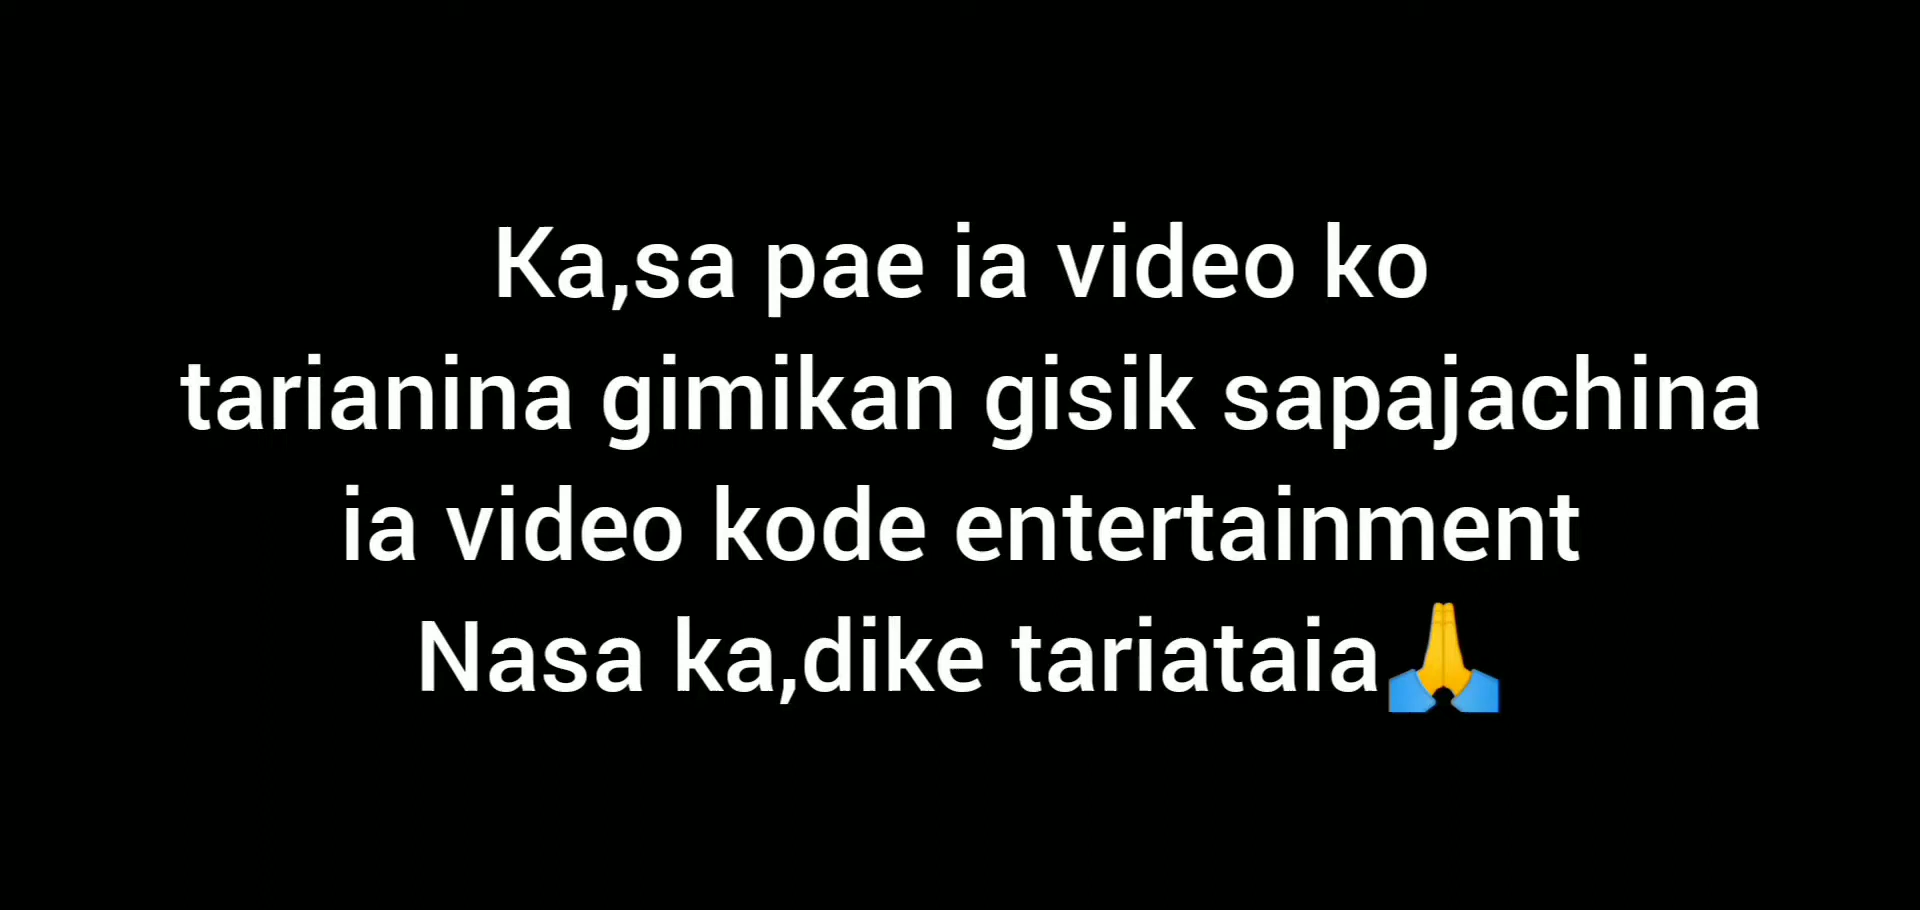 Ka,sa pae ia video ko
tarianina gimikan gisik sapajachina
ia video kode entertainment
Nasa ka,dike tariataia🙏